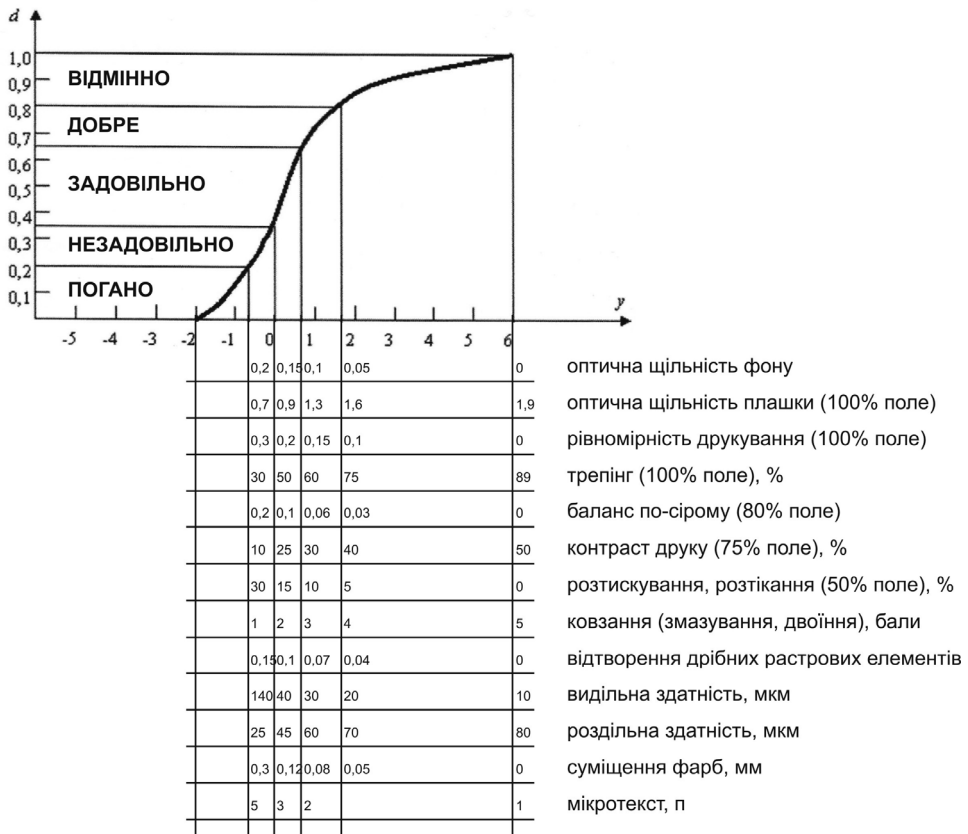 d
1,0
0,9
ВІДМІННО
0,8
ДОБРЕ
0,7
0,6
ЗАДОВІЛЬНО
0,5
0,4
0,3
НЕЗАДОВІЛЬНО
0,2
ПОГАНО
0,1
y
-5 -4 -3 -2 -1 0 1 2 3 4 5 6
0,2 0,15 0,1 0,05 0 оптична щільність фону
0,7 0,9 1,3 1,6 1,9 оптична щільність плашки (100% поле)
0,3 0,2 0,15 0,1 0 рівномірність друкування (100% поле)
30 50 60 75 89 трепінг (100% поле), %
0,2 0,1 0,06 0,03 0 баланс по-сірому (80% поле)
10 25 30 40 50 контраст друку (75% поле), %
30 15 10 5 0 розтискування, розтікання (50% поле), %
1 2 3 4 5 ковзання (змазування, двоїння), бали
0,15 0,1 0,07 0,04 0 відтворення дрібних растрових елементів
140 40 30 20 10 видільна здатність, мкм
25 45 60 70 80 роздільна здатність, мкм
0,3 0,12 0,08 0,05 0 суміщення фарб, мм
5 3 2 1 мікротекст, п